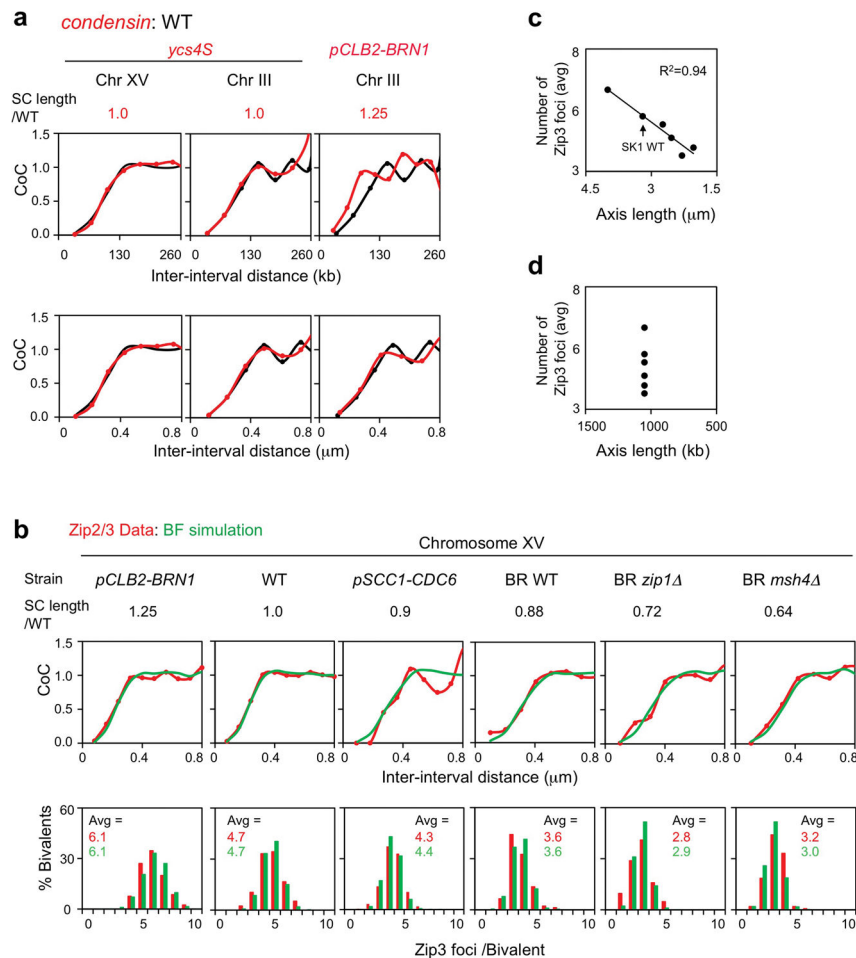 a
condensin: WT
ycs4S pCLB2-BRN1
Chr XV Chr III Chr III
SC length
/WT
1.0 1.0 1.25
CoC
1.5
1.0
0.5
0.0
0 130 260 0 130 260 0 130 260
Inter-interval distance (kb)
CoC
1.5
1.0
0.5
0.0
0 0.4 0.8 0 0.4 0.8 0 0.4 0.8
Inter-interval distance (μm)
c
Number of
Zip3 foci (avg)
8
6
3
R²=0.94
SK1 WT
4.5 3 1.5
Axis length (μm)
d
Number of
Zip3 foci (avg)
8
6
3
1500 1000 500
Axis length (kb)
b
Zip2/3 Data: BF simulation
Chromosome XV
Strain pCLB2-BRN1 WT pSCC1-CDC6 BR WT BR zip1Δ BR msh4Δ
SC length
/WT
1.25 1.0 0.9 0.88 0.72 0.64
CoC
1.5
1.0
0.5
0.0
0 0.4 0.8 0 0.4 0.8 0 0.4 0.8 0 0.4 0.8 0 0.4 0.8 0 0.4 0.8
Inter-interval distance (μm)
% Bivalents
60
30
0
Avg = Avg = Avg = Avg = Avg = Avg =
6.1 4.7 4.3 3.6 2.8 3.2
6.1 4.7 4.4 3.6 2.9 3.0
0 5 10 0 5 10 0 5 10 0 5 10 0 5 10 0 5 10
Zip3 foci /Bivalent